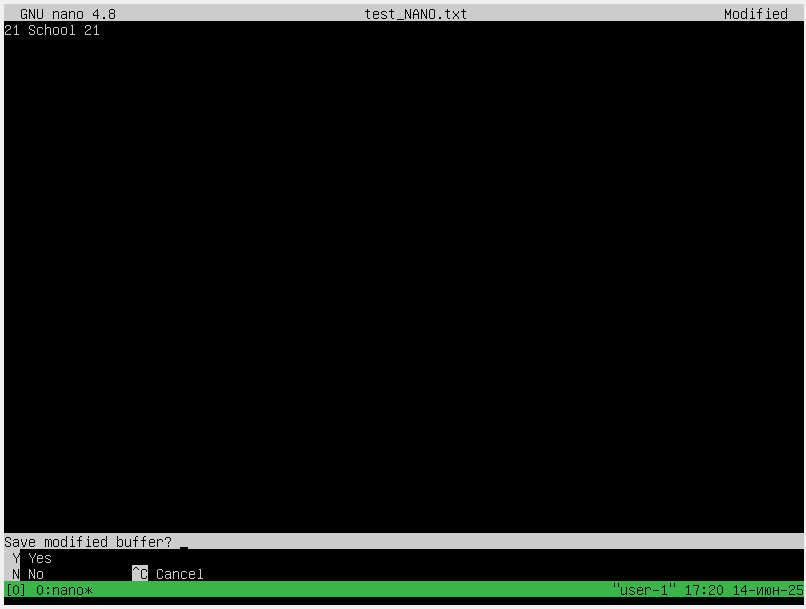 GNU nano 4.8 test_NANO.txt Modified
21 School 21
Save modified buffer?
Y Yes
N No ^C Cancel
[0] 0:nano* "user-1" 17:20 14-июн-25